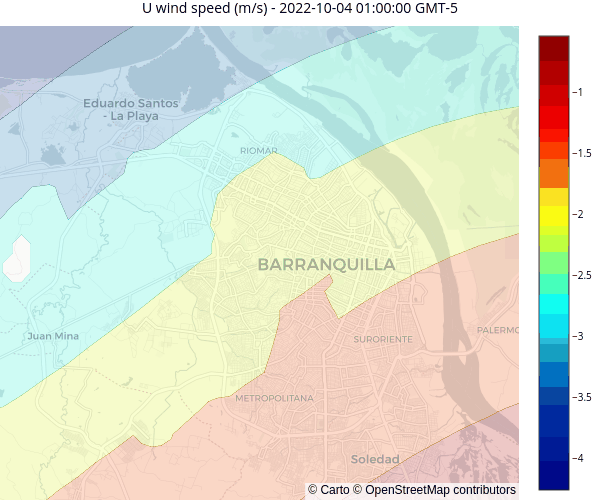 U wind speed (m/s) - 2022-10-04 01:00:00 GMT-5
Eduardo Santos
- La Playa
RIOMAR
BARRANQUILLA
Juan Mina
SURORIENTE
PALERMO
METROPOLITANA
Soledad
© Carto © OpenStreetMap contributors
−1
−1.5
−2
−2.5
−3
−3.5
−4